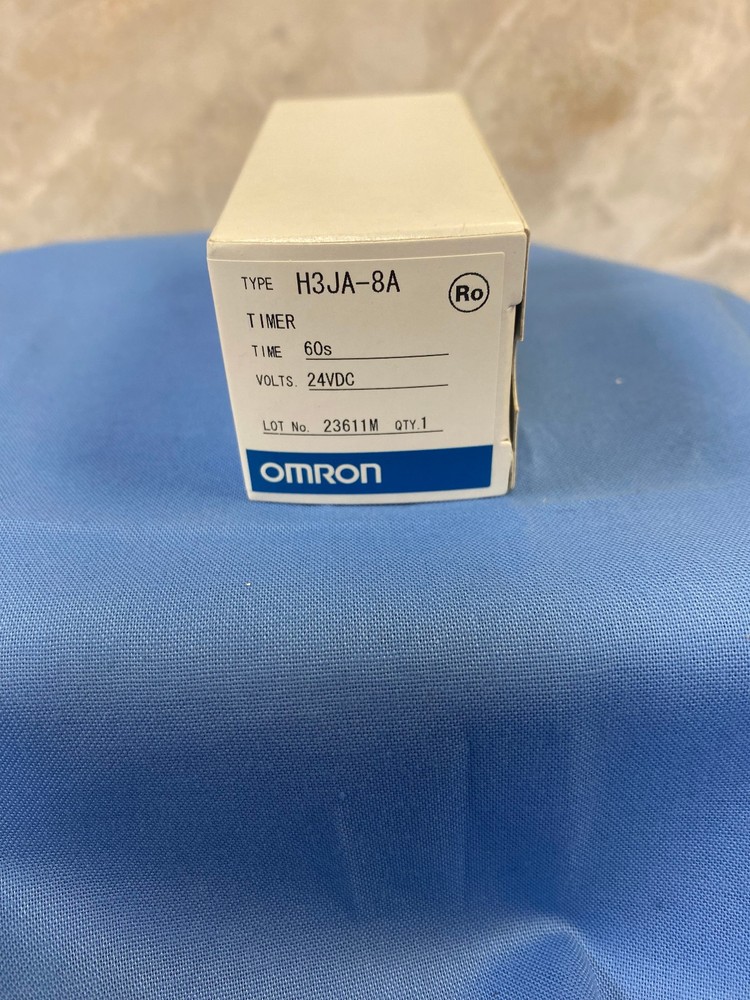 TYPE H3JA-8A
Ro
TIMER
TIME 60s
VOLTS. 24VDC
LOT No. 23611M QTY.1
OMRON